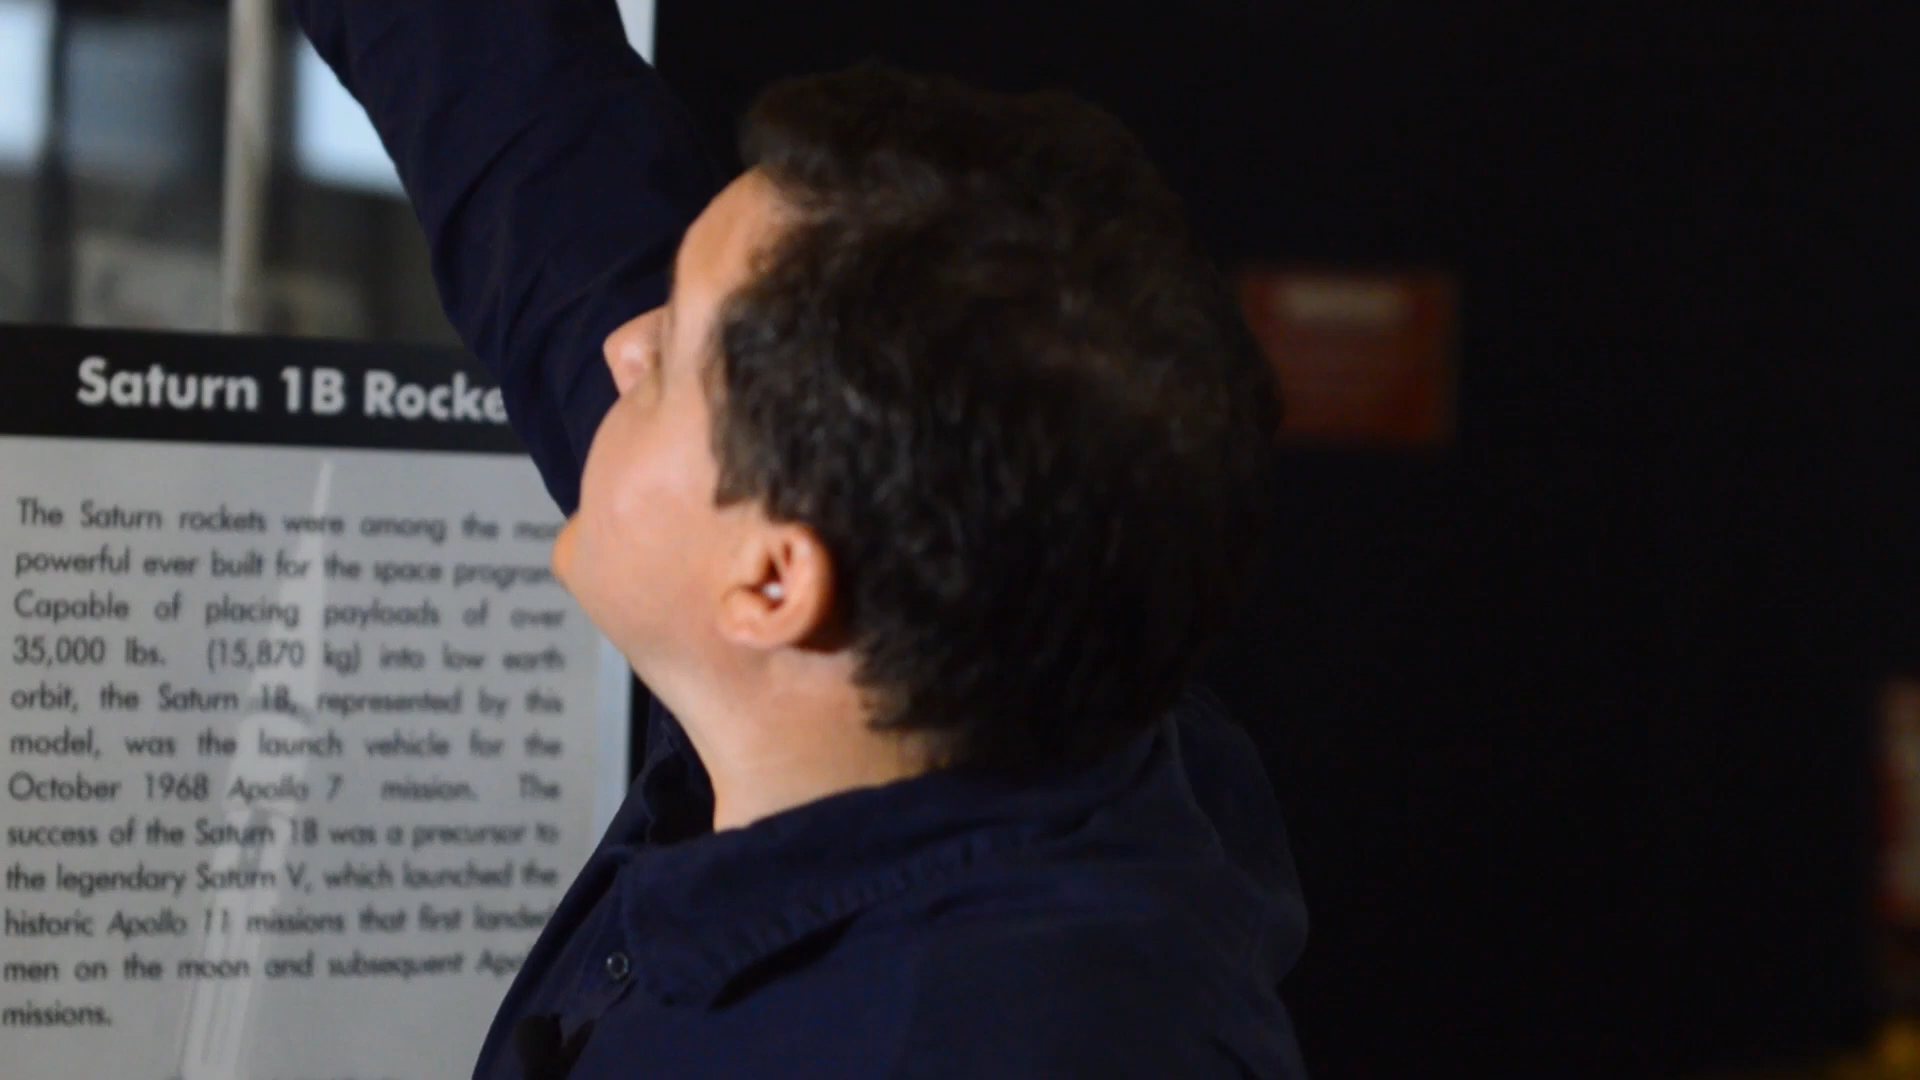 Saturn 1B Rocke
The Saturn rockets were among the mo
powerful ever built for the space program
Capable of placing payloads of over
35,000 lbs. (15,870 kg) into low earth
orbit, the Saturn 1B, represented by this
model, was the launch vehicle for the
October 1968 Apollo 7 mission. The
success of the Saturn 1B was a precursor to
the legendary Saturn V, which launched the
historic Apollo 11 missions that first landed
men on the moon and subsequent Apo
missions.